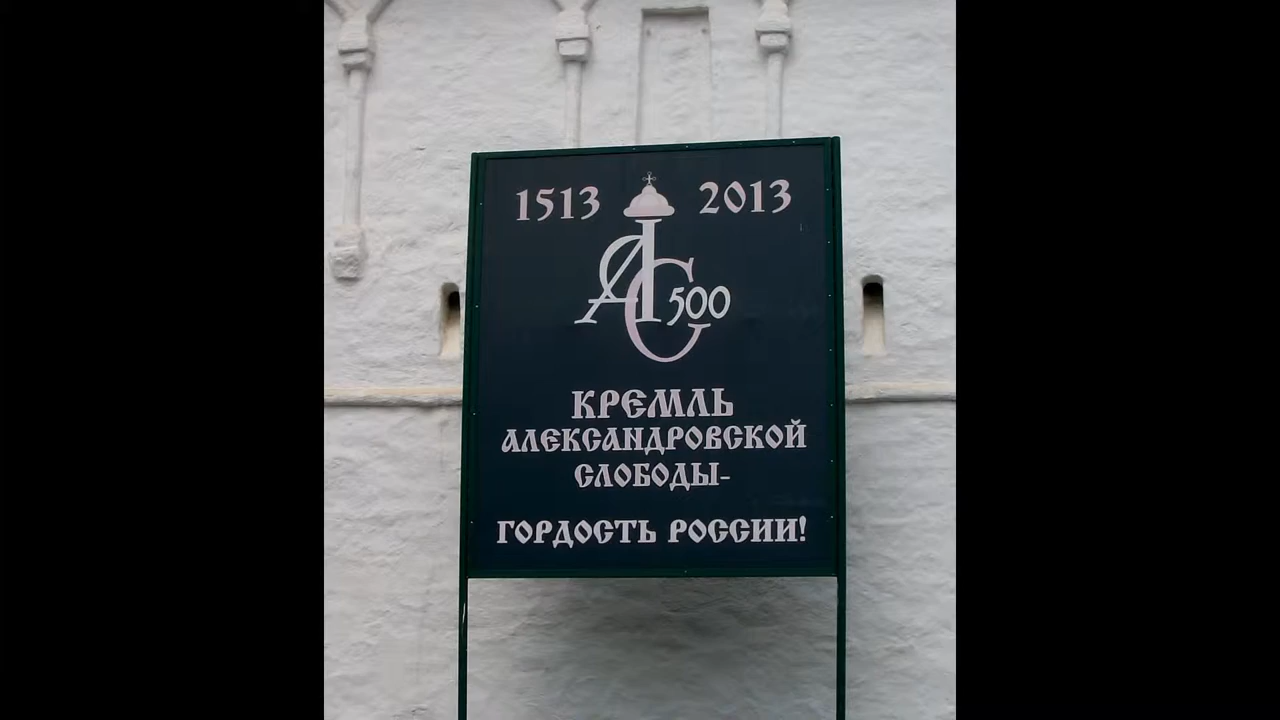 1513 2013
АС 500
КРЕМЛЬ
АЛЕКСАНДРОВСКОЙ
СЛОБОДЫ-
ГОРДОСТЬ РОССИИ!